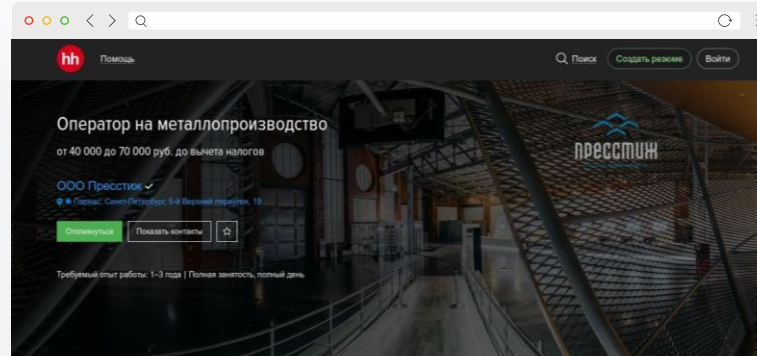 hh Помощь Поиск Создать резюме Войти
Оператор на металлопроизводство
от 40 000 до 70 000 руб. до вычета налогов
ПРЕССТИЖ
ООО Пресстиж
Парнас, Санкт-Петербург, 5-й Верхний переулок, 19
Откликнуться Показать контакты
Требуемый опыт работы: 1–3 года | Полная занятость, полный день